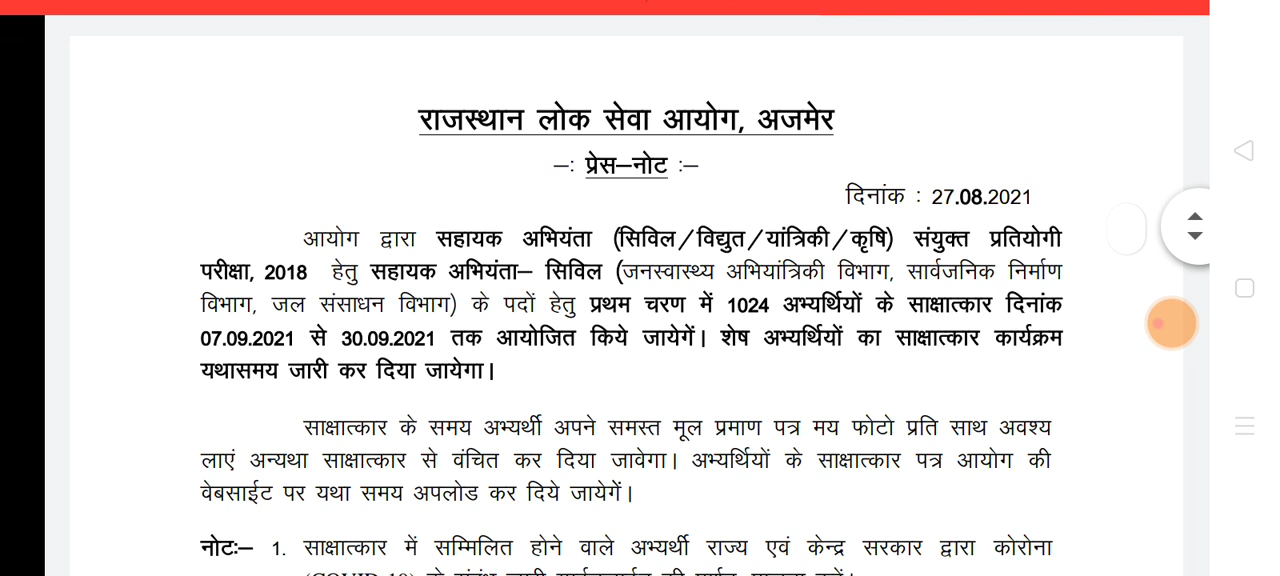 राजस्थान लोक सेवा आयोग, अजमेर
–: प्रेस–नोट :–
दिनांक : 27.08.2021
आयोग द्वारा सहायक अभियंता (सिविल/विद्युत/यांत्रिकी/कृषि) संयुक्त प्रतियोगी
परीक्षा, 2018 हेतु सहायक अभियंता– सिविल (जनस्वास्थ्य अभियांत्रिकी विभाग, सार्वजनिक निर्माण
विभाग, जल संसाधन विभाग) के पदों हेतु प्रथम चरण में 1024 अभ्यर्थियों के साक्षात्कार दिनांक
07.09.2021 से 30.09.2021 तक आयोजित किये जायेगें। शेष अभ्यर्थियों का साक्षात्कार कार्यक्रम
यथासमय जारी कर दिया जायेगा।
साक्षात्कार के समय अभ्यर्थी अपने समस्त मूल प्रमाण पत्र मय फोटो प्रति साथ अवश्य
लाएं अन्यथा साक्षात्कार से वंचित कर दिया जावेगा। अभ्यर्थियों के साक्षात्कार पत्र आयोग की
वेबसाईट पर यथा समय अपलोड कर दिये जायेगें।
नोटः– 1. साक्षात्कार में सम्मिलित होने वाले अभ्यर्थी राज्य एवं केन्द्र सरकार द्वारा कोरोना